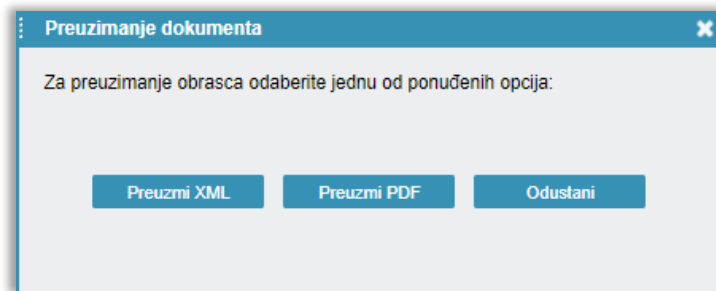 Preuzimanje dokumenta
Za preuzimanje obrasca odaberite jednu od ponuđenih opcija:
Preuzmi XML Preuzmi PDF Odustani